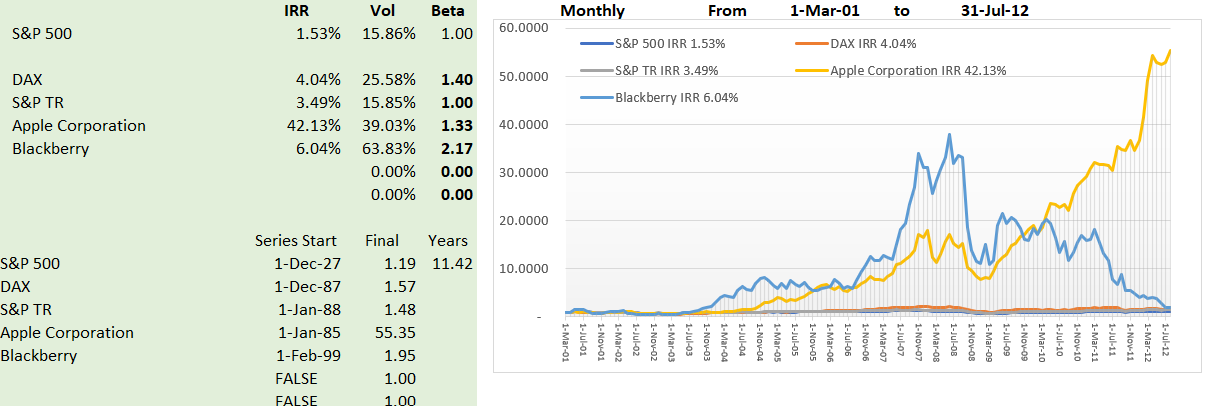 IRR Vol Beta
S&P 500 1.53% 15.86% 1.00
DAX 4.04% 25.58% 1.40
S&P TR 3.49% 15.85% 1.00
Apple Corporation 42.13% 39.03% 1.33
Blackberry 6.04% 63.83% 2.17
0.00% 0.00
0.00% 0.00
Series Start Final Years
S&P 500 1-Dec-27 1.19 11.42
DAX 1-Dec-87 1.57
S&P TR 1-Jan-88 1.48
Apple Corporation 1-Jan-85 55.35
Blackberry 1-Feb-99 1.95
FALSE 1.00
FALSE 1.00
Monthly From 1-Mar-01 to 31-Jul-12
60.0000
50.0000
40.0000
30.0000
20.0000
10.0000
-
S&P 500 IRR 1.53% DAX IRR 4.04%
S&P TR IRR 3.49% Apple Corporation IRR 42.13%
Blackberry IRR 6.04%
1-Mar-01 1-Jul-01 1-Nov-01 1-Mar-02 1-Jul-02 1-Nov-02 1-Mar-03 1-Jul-03 1-Nov-03 1-Mar-04 1-Jul-04 1-Nov-04 1-Mar-05 1-Jul-05 1-Nov-05 1-Mar-06 1-Jul-06 1-Nov-06 1-Mar-07 1-Jul-07 1-Nov-07 1-Mar-08 1-Jul-08 1-Nov-08 1-Mar-09 1-Jul-09 1-Nov-09 1-Mar-10 1-Jul-10 1-Nov-10 1-Mar-11 1-Jul-11 1-Nov-11 1-Mar-12 1-Jul-12